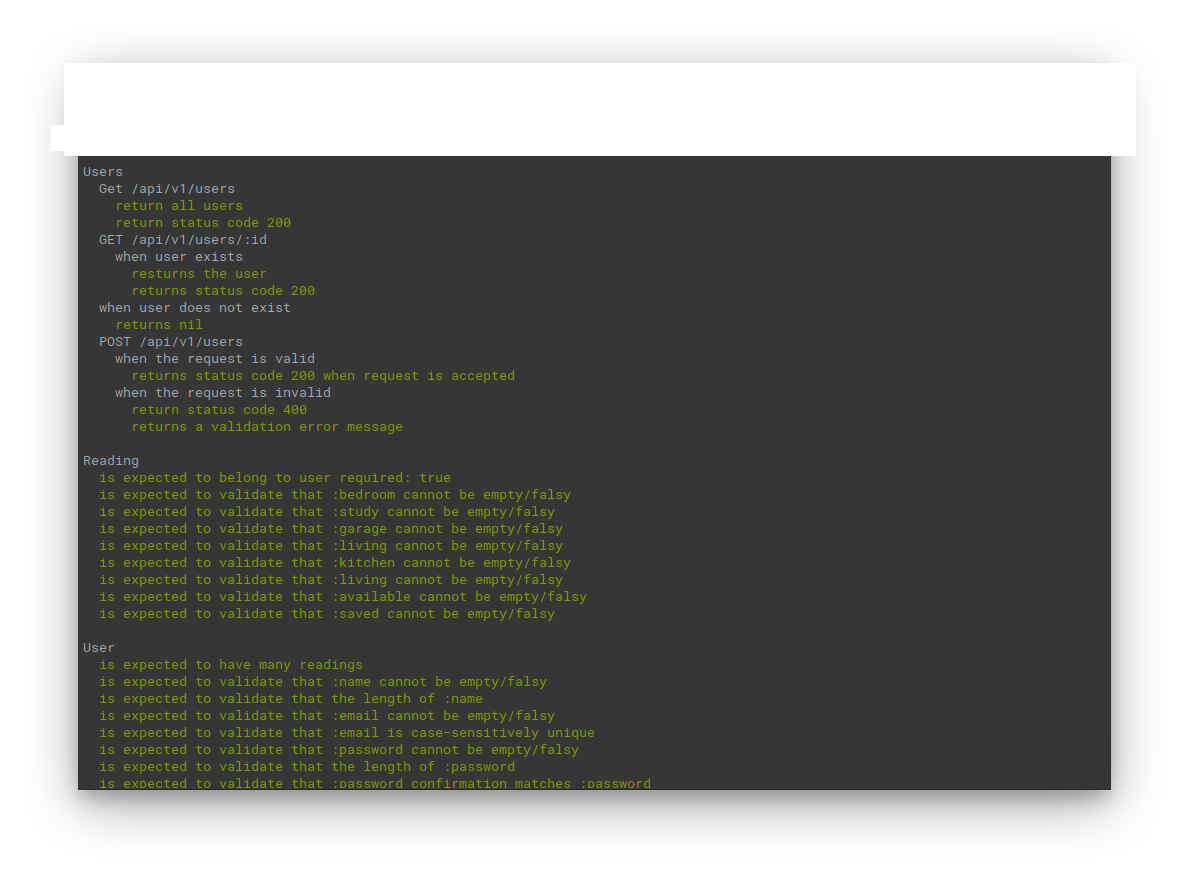 Users
Get /api/v1/users
return all users
return status code 200
GET /api/v1/users/:id
when user exists
resturns the user
returns status code 200
when user does not exist
returns nil
POST /api/v1/users
when the request is valid
returns status code 200 when request is accepted
when the request is invalid
return status code 400
returns a validation error message
Reading
is expected to belong to user required: true
is expected to validate that :bedroom cannot be empty/falsy
is expected to validate that :study cannot be empty/falsy
is expected to validate that :garage cannot be empty/falsy
is expected to validate that :living cannot be empty/falsy
is expected to validate that :kitchen cannot be empty/falsy
is expected to validate that :living cannot be empty/falsy
is expected to validate that :available cannot be empty/falsy
is expected to validate that :saved cannot be empty/falsy
User
is expected to have many readings
is expected to validate that :name cannot be empty/falsy
is expected to validate that the length of :name
is expected to validate that :email cannot be empty/falsy
is expected to validate that :email is case-sensitively unique
is expected to validate that :password cannot be empty/falsy
is expected to validate that the length of :password
is expected to validate that :password_confirmation matches :password